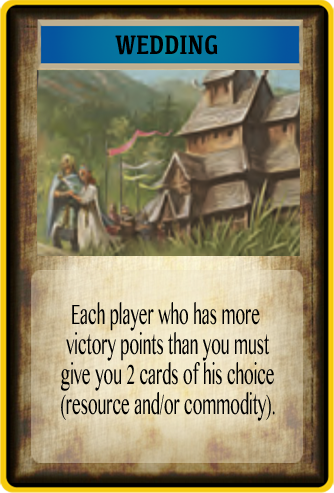 WEDDING
Each player who has more
victory points than you must
give you 2 cards of his choice
(resource and/or commodity).